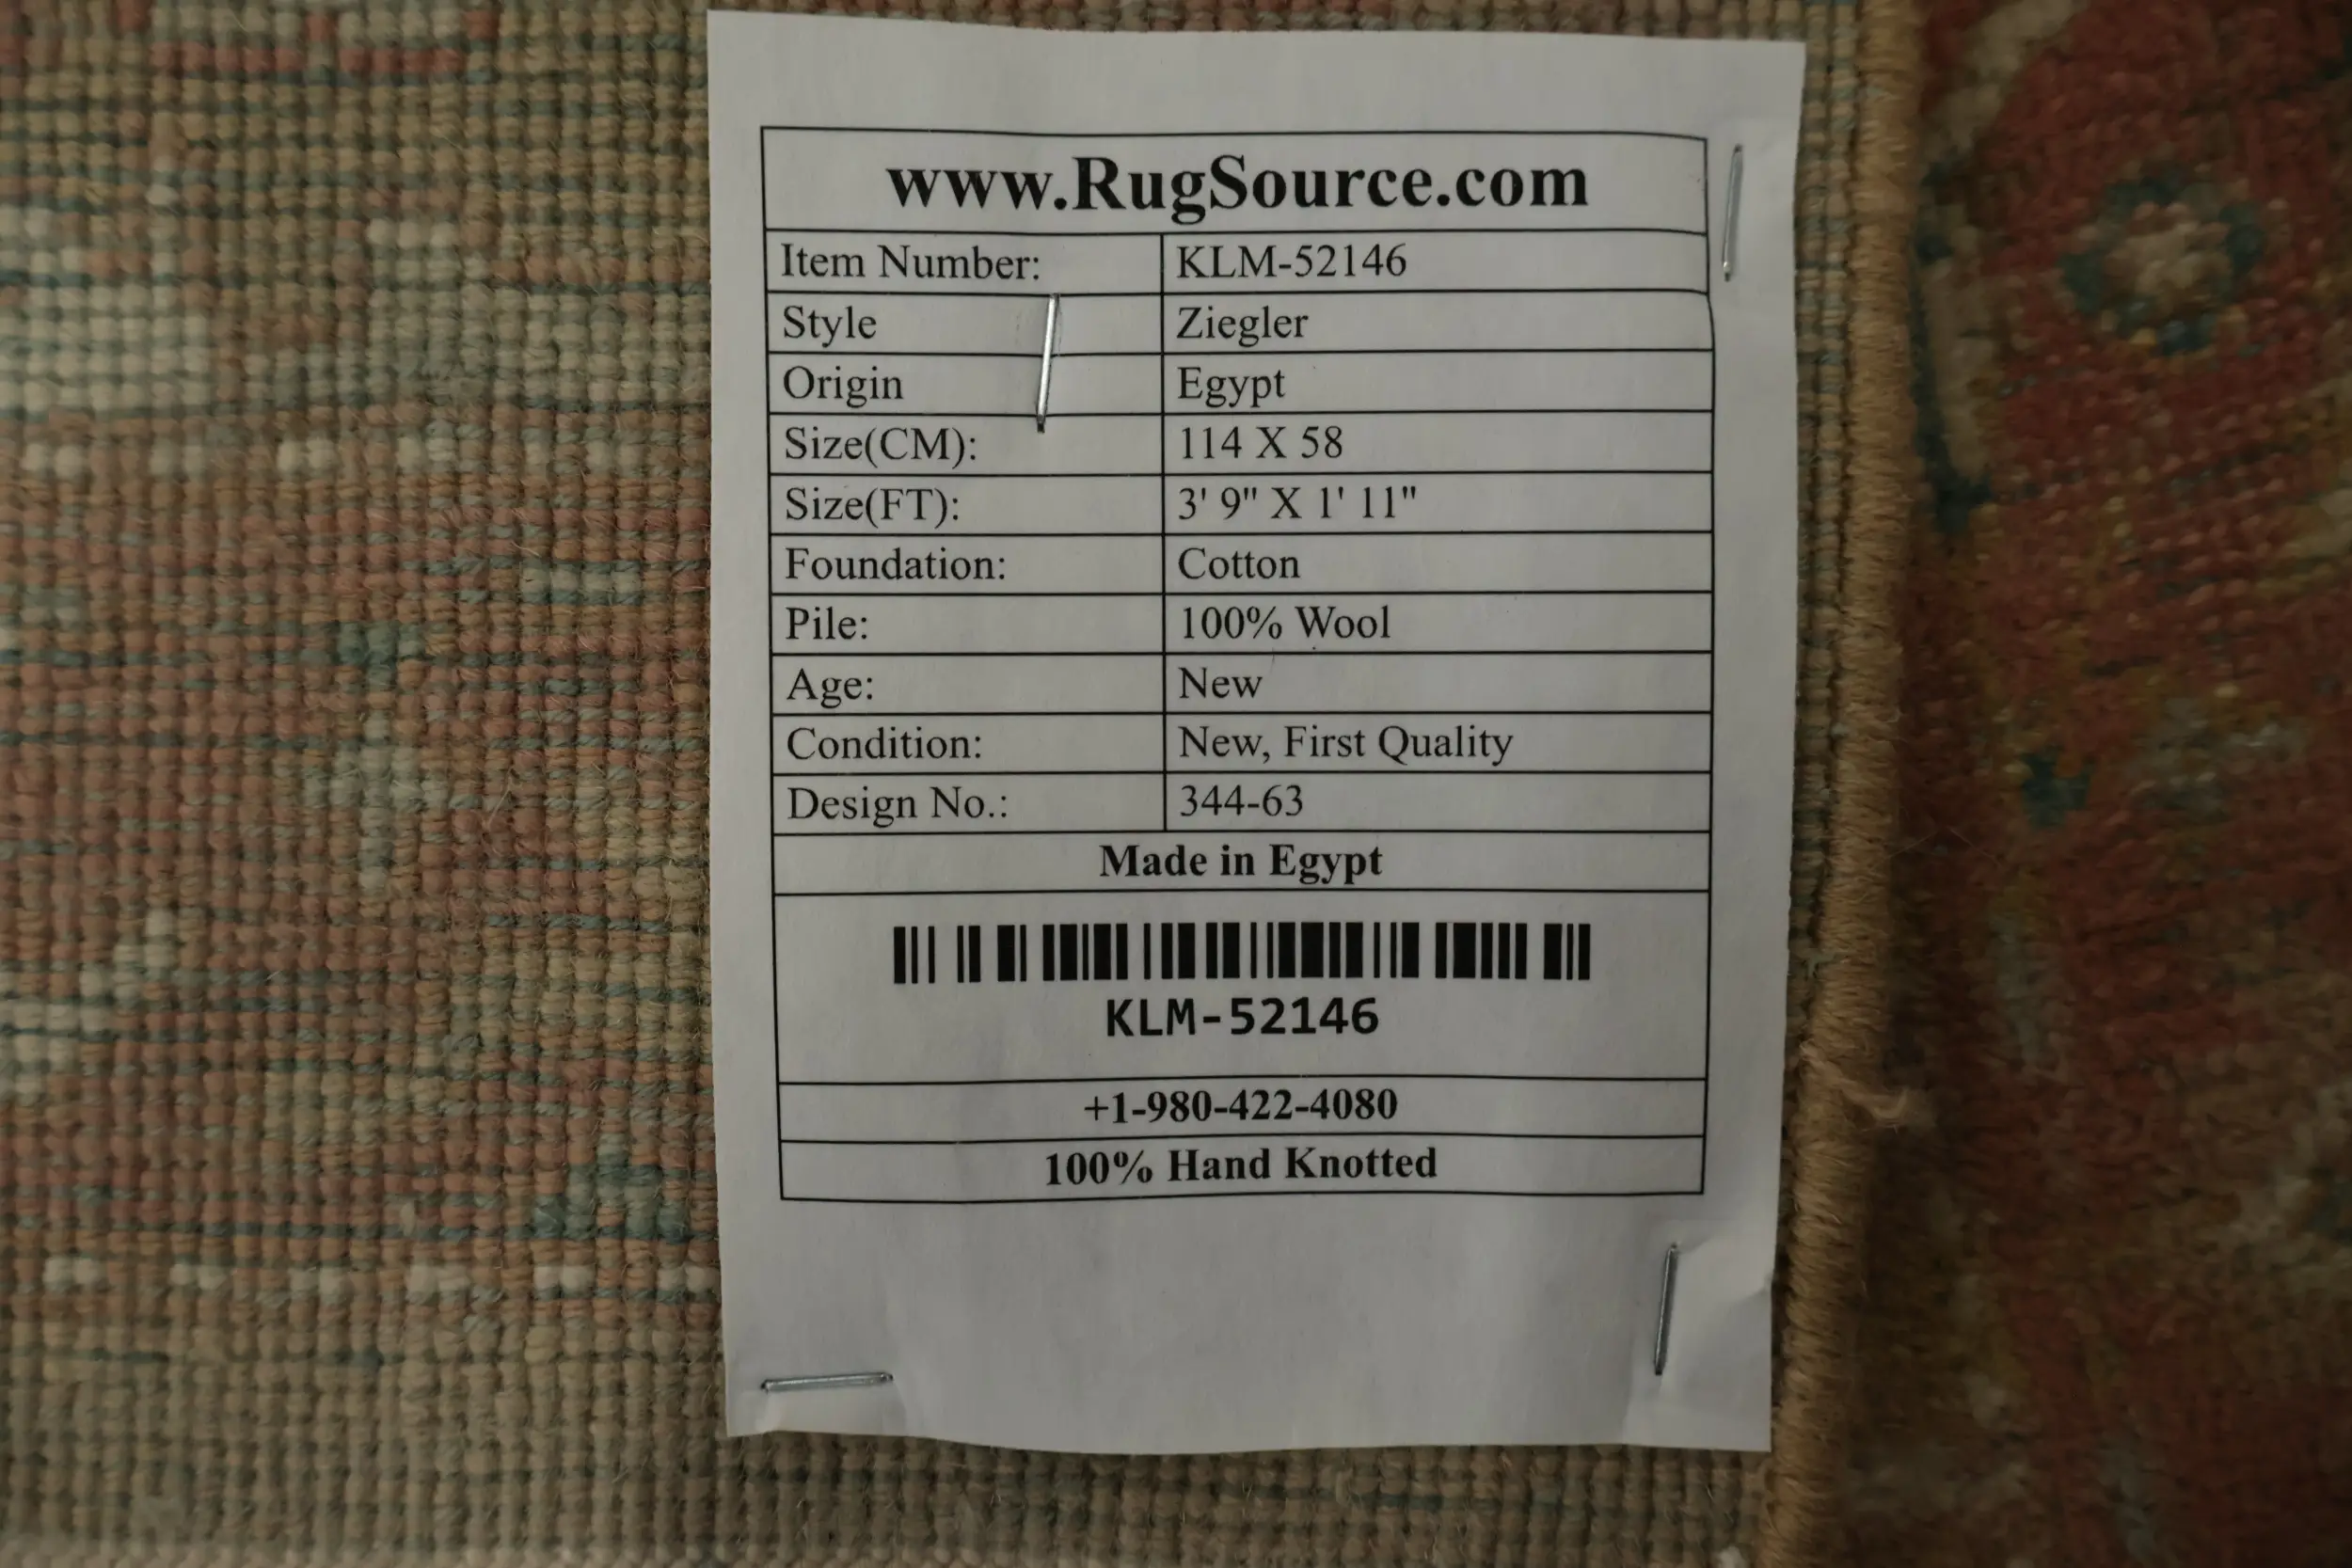 www.RugSource.com
Item Number: KLM-52146
Style Ziegler
Origin Egypt
Size(CM): 114 X 58
Size(FT): 3' 9" X 1' 11"
Foundation: Cotton
Pile: 100% Wool
Age: New
Condition: New, First Quality
Design No.: 344-63
Made in Egypt
KLM-52146
+1-980-422-4080
100% Hand Knotted